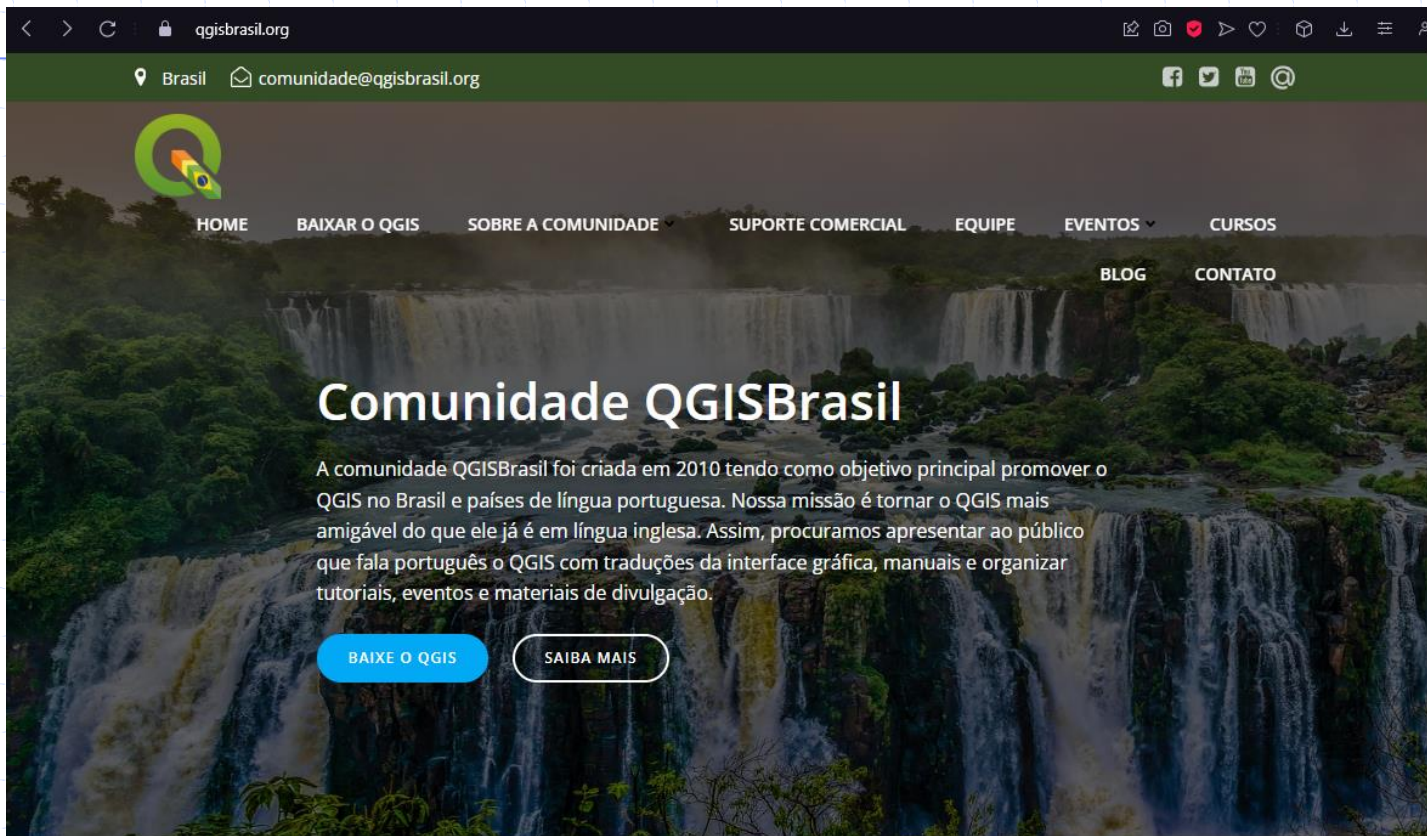 qgisbrasil.org
Brasil comunidade@qgisbrasil.org
HOME BAIXAR O QGIS SOBRE A COMUNIDADE SUPORTE COMERCIAL EQUIPE EVENTOS CURSOS
BLOG CONTATO
Comunidade QGISBrasil
A comunidade QGISBrasil foi criada em 2010 tendo como objetivo principal promover o
QGIS no Brasil e países de língua portuguesa. Nossa missão é tornar o QGIS mais
amigável do que ele já é em língua inglesa. Assim, procuramos apresentar ao público
que fala português o QGIS com traduções da interface gráfica, manuais e organizar
tutoriais, eventos e materiais de divulgação.
BAIXE O QGIS SAIBA MAIS